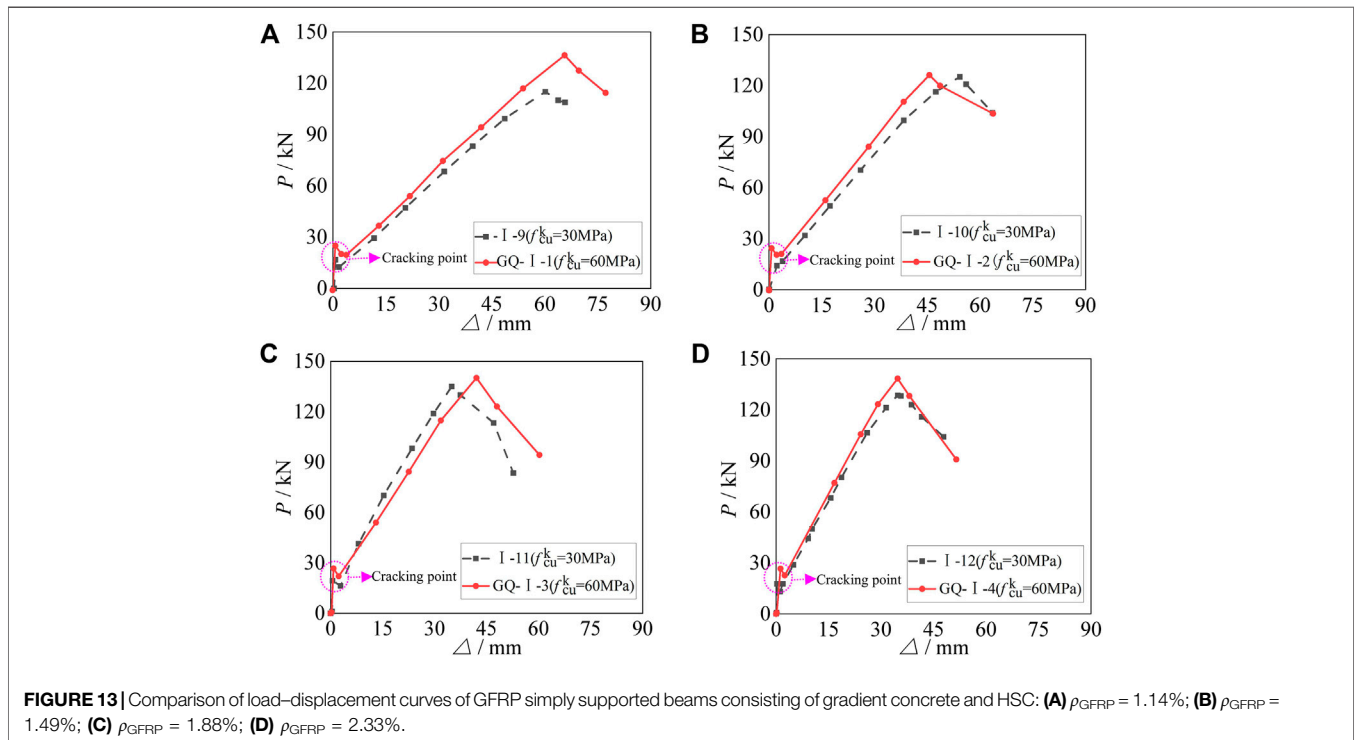 A
150
120
90
60
30
0
P / kN
0 15 30 45 60 75 90
△ / mm
Cracking point
Ⅰ-9(fᵏcu=30MPa)
GQ-Ⅰ-1(fᵏcu=60MPa)
B
150
120
90
60
30
0
P / kN
0 15 30 45 60 75 90
△ / mm
Cracking point
Ⅰ-10(fᵏcu=30MPa)
GQ-Ⅰ-2(fᵏcu=60MPa)
C
150
120
90
60
30
0
P / kN
0 15 30 45 60 75 90
△ / mm
Cracking point
Ⅰ-11(fᵏcu=30MPa)
GQ-Ⅰ-3(fᵏcu=60MPa)
D
150
120
90
60
30
0
P / kN
0 15 30 45 60 75 90
△ / mm
Cracking point
Ⅰ-12(fᵏcu=30MPa)
GQ-Ⅰ-4(fᵏcu=60MPa)
FIGURE 13 | Comparison of load–displacement curves of GFRP simply supported beams consisting of gradient concrete and HSC: (A) ρGFRP = 1.14%; (B) ρGFRP =
1.49%; (C) ρGFRP = 1.88%; (D) ρGFRP = 2.33%.